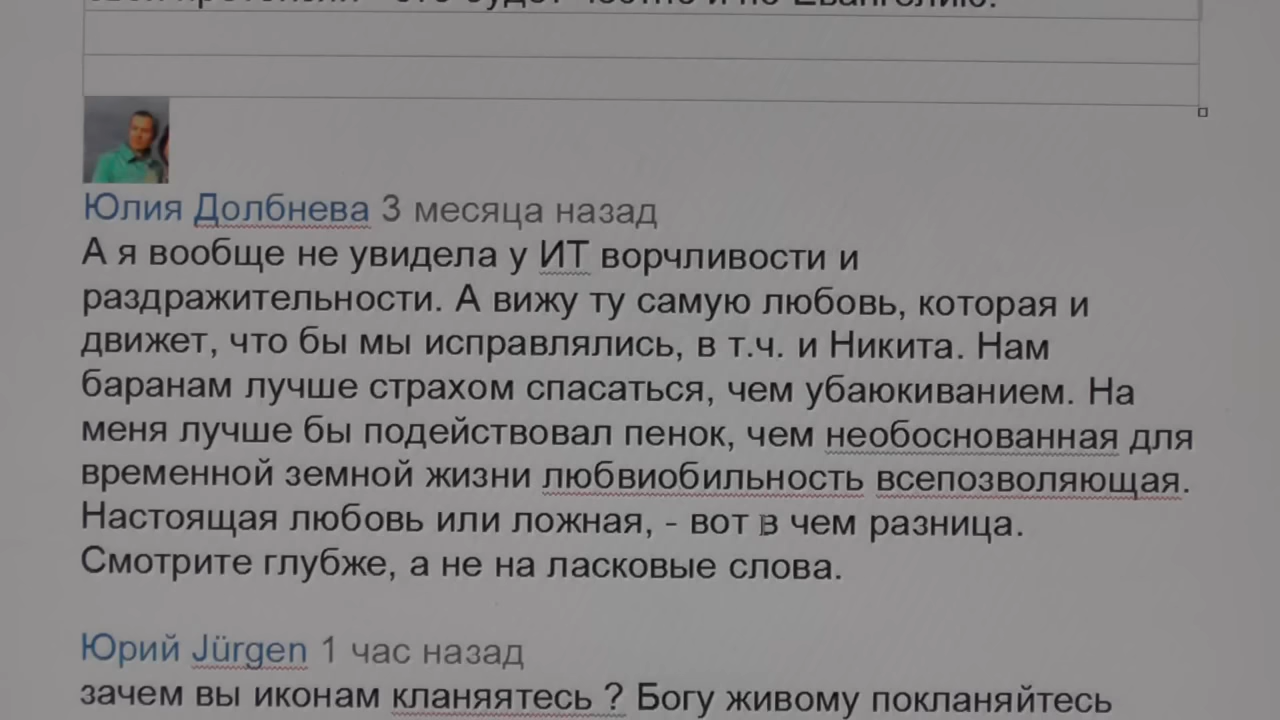 Юлия Долбнева 3 месяца назад
А я вообще не увидела у ИТ ворчливости и
раздражительности. А вижу ту самую любовь, которая и
движет, что бы мы исправлялись, в т.ч. и Никита. Нам
баранам лучше страхом спасаться, чем убаюкиванием. На
меня лучше бы подействовал пенок, чем необоснованная для
временной земной жизни любвиобильность всепозволяющая.
Настоящая любовь или ложная, - вот в чем разница.
Смотрите глубже, а не на ласковые слова.
Юрий Jürgen 1 час назад
зачем вы иконам кланяятесь ? Богу живому покланяйтесь